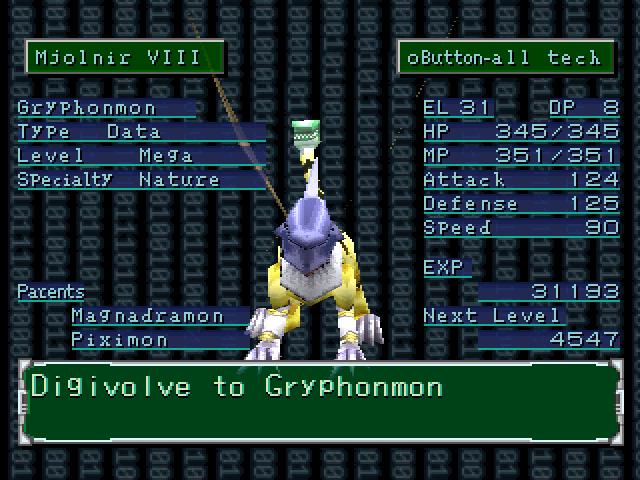 Mjolnir VIII
oButton-all tech
Gryphonmon
Type Data
Level Mega
Specialty Nature
EL 31 DP 8
HP 345/345
MP 351/351
Attack 124
Defense 125
Speed 90
EXP
31193
Next Level
4547
Parents
Magnadramon
Piximon
Digivolve to Gryphonmon